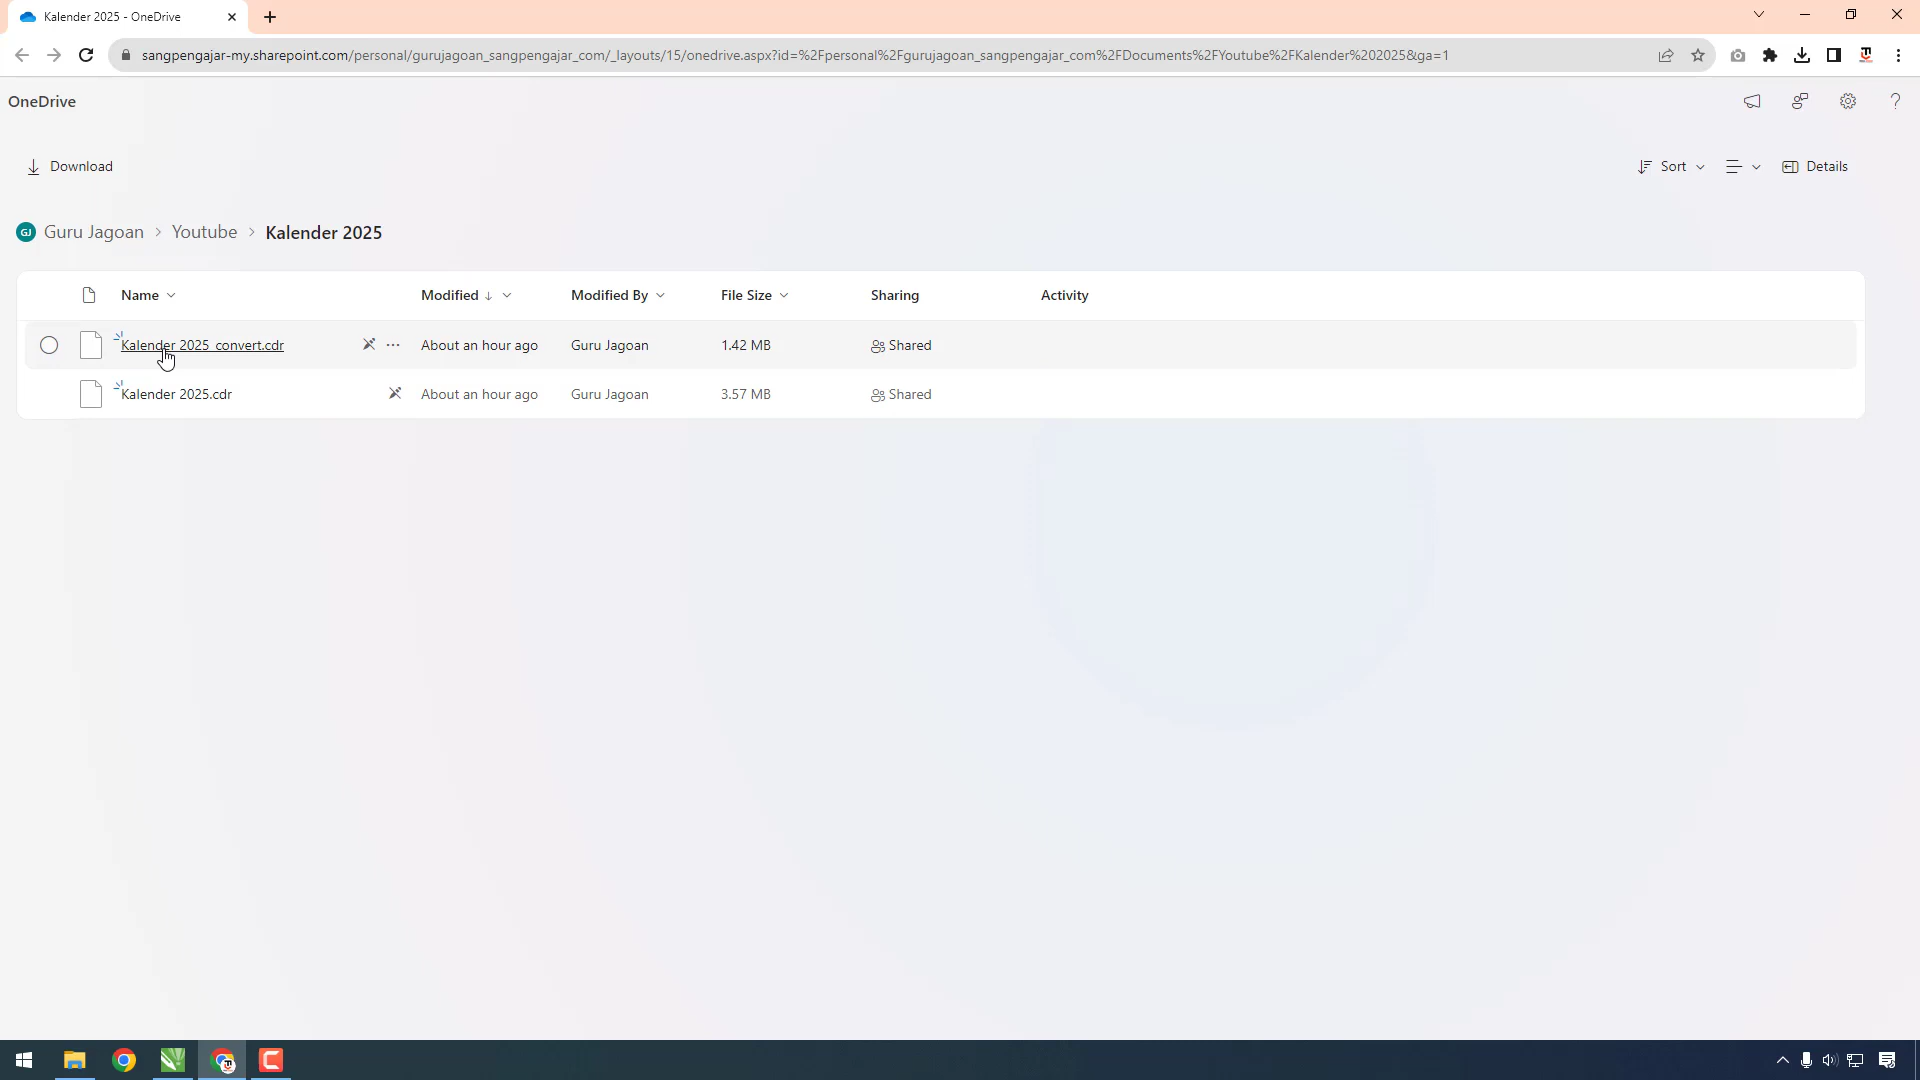 Kalender 2025 - OneDrive
sangpengajar-my.sharepoint.com/personal/gurujagoan_sangpengajar_com/_layouts/15/onedrive.aspx?id=%2Fpersonal%2Fgurujagoan_sangpengajar_com%2FDocuments%2FYoutube%2FKalender%202025&ga=1
OneDrive
Download
Sort
Details
GJ Guru Jagoan > Youtube > Kalender 2025
Name Modified Modified By File Size Sharing Activity
Kalender 2025_convert.cdr About an hour ago Guru Jagoan 1.42 MB Shared
Kalender 2025.cdr About an hour ago Guru Jagoan 3.57 MB Shared